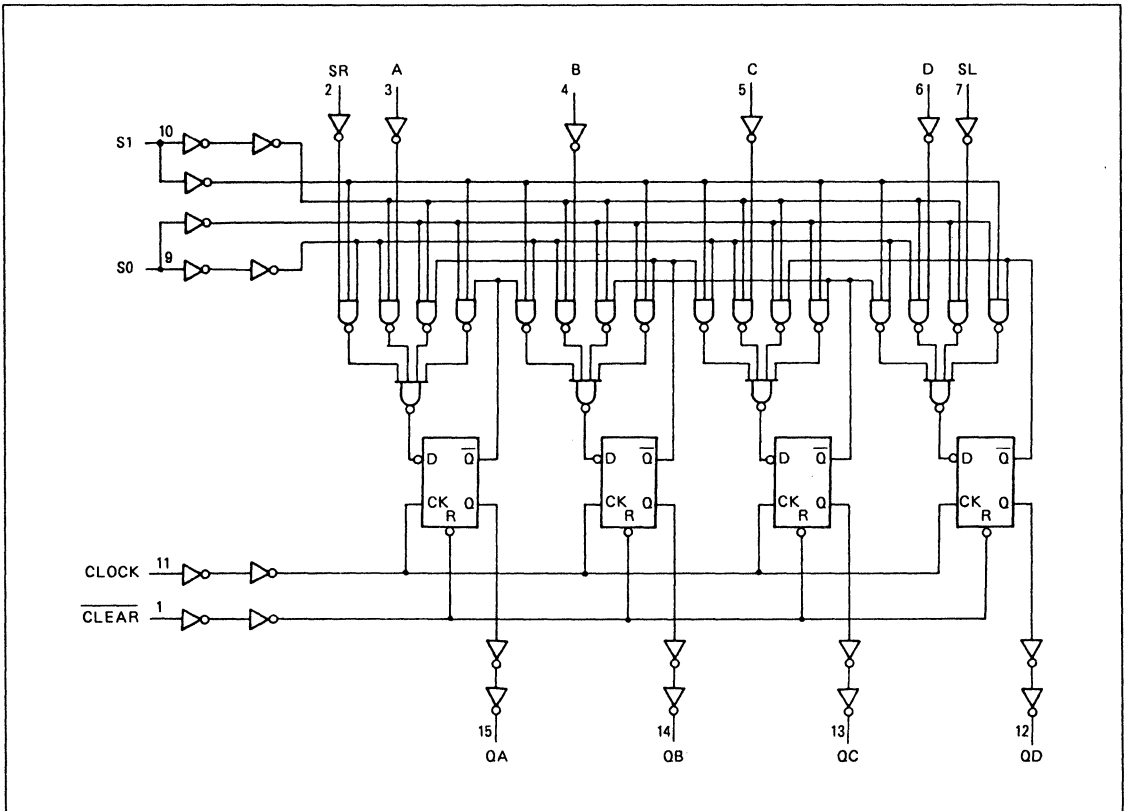 SR A B C D SL
2 3 4 5 6 7
S1 10
S0 9
D Q̅ D Q̅ D Q̅ D Q̅
CK Q CK Q CK Q CK Q
R R R R
CLOCK 11
C̅L̅E̅A̅R̅ 1
15 14 13 12
QA QB QC QD